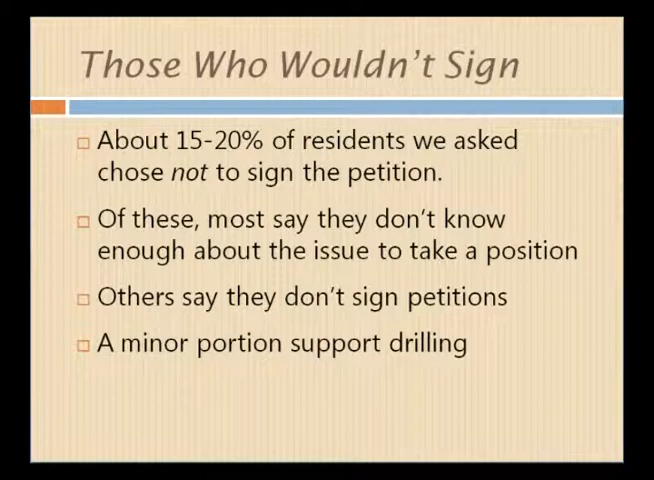 Those Who Wouldn't Sign
About 15-20% of residents we asked
chose not to sign the petition.
Of these, most say they don't know
enough about the issue to take a position
Others say they don't sign petitions
A minor portion support drilling